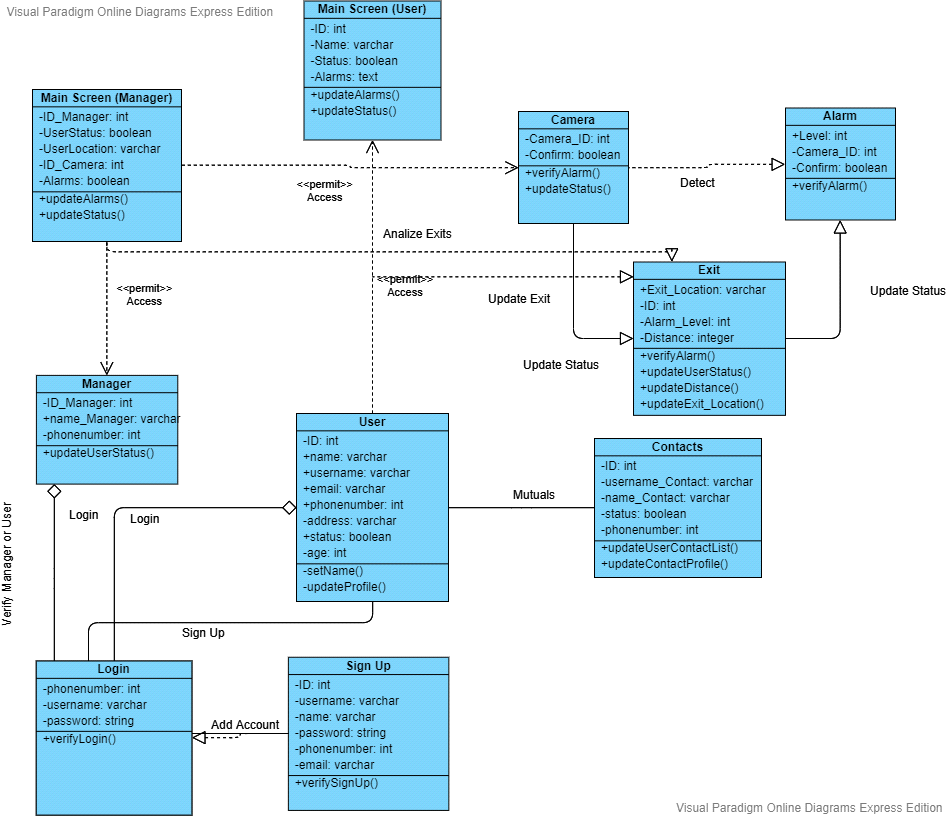 Visual Paradigm Online Diagrams Express Edition
Main Screen (User)
-ID: int
-Name: varchar
-Status: boolean
-Alarms: text
+updateAlarms()
+updateStatus()
Main Screen (Manager)
-ID_Manager: int
-UserStatus: boolean
-UserLocation: varchar
-ID_Camera: int
-Alarms: boolean
+updateAlarms()
+updateStatus()
Camera
-Camera_ID: int
-Confirm: boolean
+verifyAlarm()
+updateStatus()
Alarm
+Level: int
-Camera_ID: int
-Confirm: boolean
+verifyAlarm()
<<permit>>
Access
Detect
Analize Exits
<<permit>>
Access
<<permit>>
Access
Update Exit
Update Status
Update Status
Exit
+Exit_Location: varchar
-ID: int
-Alarm_Level: int
-Distance: integer
+verifyAlarm()
+updateUserStatus()
+updateDistance()
+updateExit_Location()
Manager
-ID_Manager: int
+name_Manager: varchar
-phonenumber: int
+updateUserStatus()
User
-ID: int
+name: varchar
+username: varchar
+email: varchar
+phonenumber: int
-address: varchar
+status: boolean
-age: int
-setName()
-updateProfile()
Mutuals
Contacts
-ID: int
-username_Contact: varchar
-name_Contact: varchar
-status: boolean
-phonenumber: int
+updateUserContactList()
+updateContactProfile()
Login
Login
Verify Manager or User
Sign Up
Login
-phonenumber: int
-username: varchar
-password: string
+verifyLogin()
Add Account
Sign Up
-ID: int
-username: varchar
-name: varchar
-password: string
-phonenumber: int
-email: varchar
+verifySignUp()
Visual Paradigm Online Diagrams Express Edition